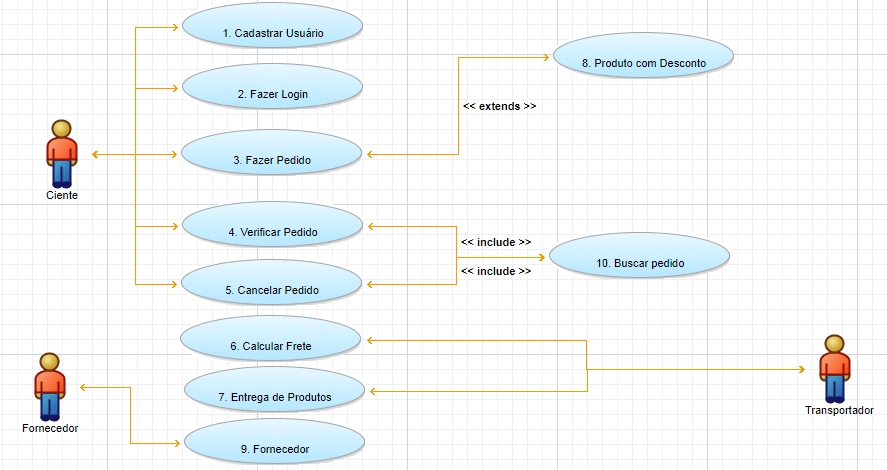 1. Cadastrar Usuário
8. Produto com Desconto
2. Fazer Login
<< extends >>
3. Fazer Pedido
Ciente
4. Verificar Pedido
<< include >>
10. Buscar pedido
<< include >>
5. Cancelar Pedido
6. Calcular Frete
7. Entrega de Produtos
Transportador
Fornecedor
9. Fornecedor